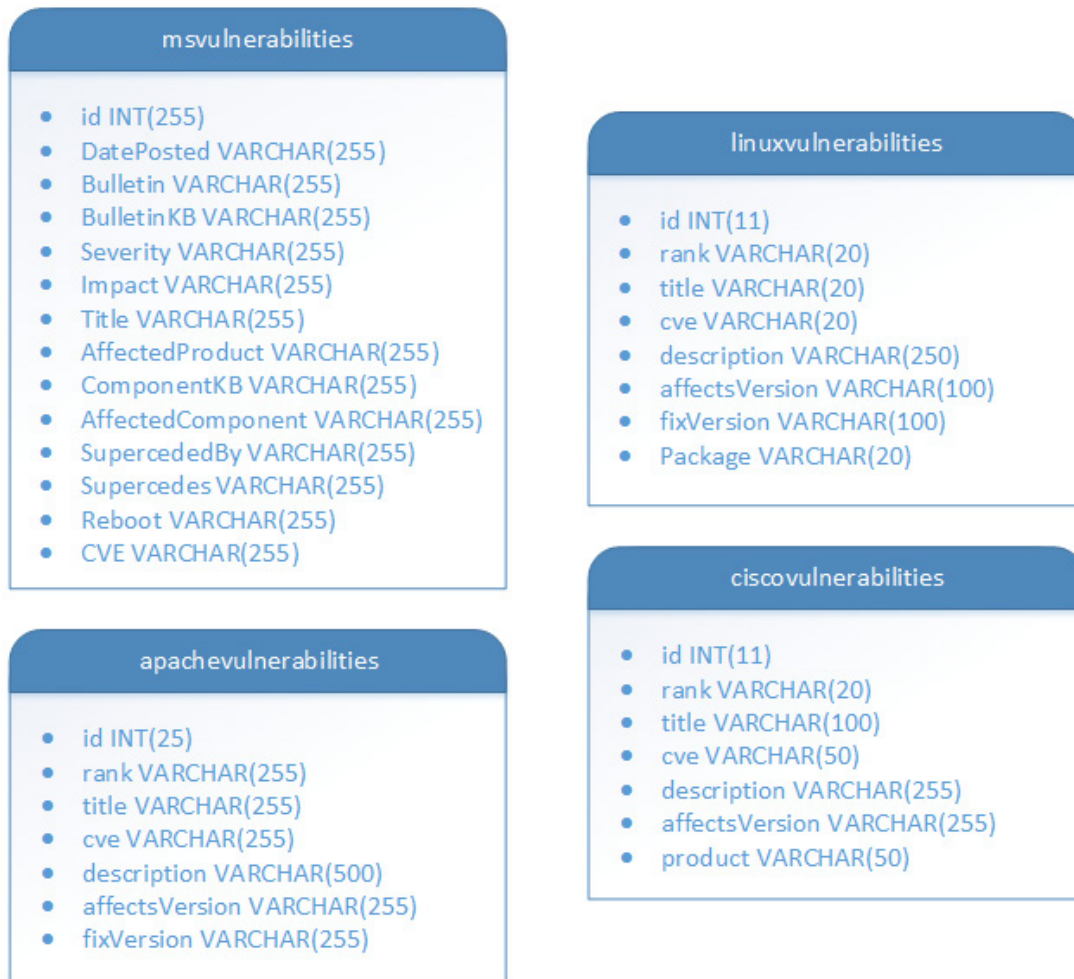 msvulnerabilities
• id INT(255)
• DatePosted VARCHAR(255)
• Bulletin VARCHAR(255)
• BulletinKB VARCHAR(255)
• Severity VARCHAR(255)
• Impact VARCHAR(255)
• Title VARCHAR(255)
• AffectedProduct VARCHAR(255)
• ComponentKB VARCHAR(255)
• AffectedComponent VARCHAR(255)
• SupercededBy VARCHAR(255)
• Supercedes VARCHAR(255)
• Reboot VARCHAR(255)
• CVE VARCHAR(255)
linuxvulnerabilities
• id INT(11)
• rank VARCHAR(20)
• title VARCHAR(20)
• cve VARCHAR(20)
• description VARCHAR(250)
• affectsVersion VARCHAR(100)
• fixVersion VARCHAR(100)
• Package VARCHAR(20)
apachevulnerabilities
• id INT(25)
• rank VARCHAR(255)
• title VARCHAR(255)
• cve VARCHAR(255)
• description VARCHAR(500)
• affectsVersion VARCHAR(255)
• fixVersion VARCHAR(255)
ciscovulnerabilities
• id INT(11)
• rank VARCHAR(20)
• title VARCHAR(100)
• cve VARCHAR(50)
• description VARCHAR(255)
• affectsVersion VARCHAR(255)
• product VARCHAR(50)